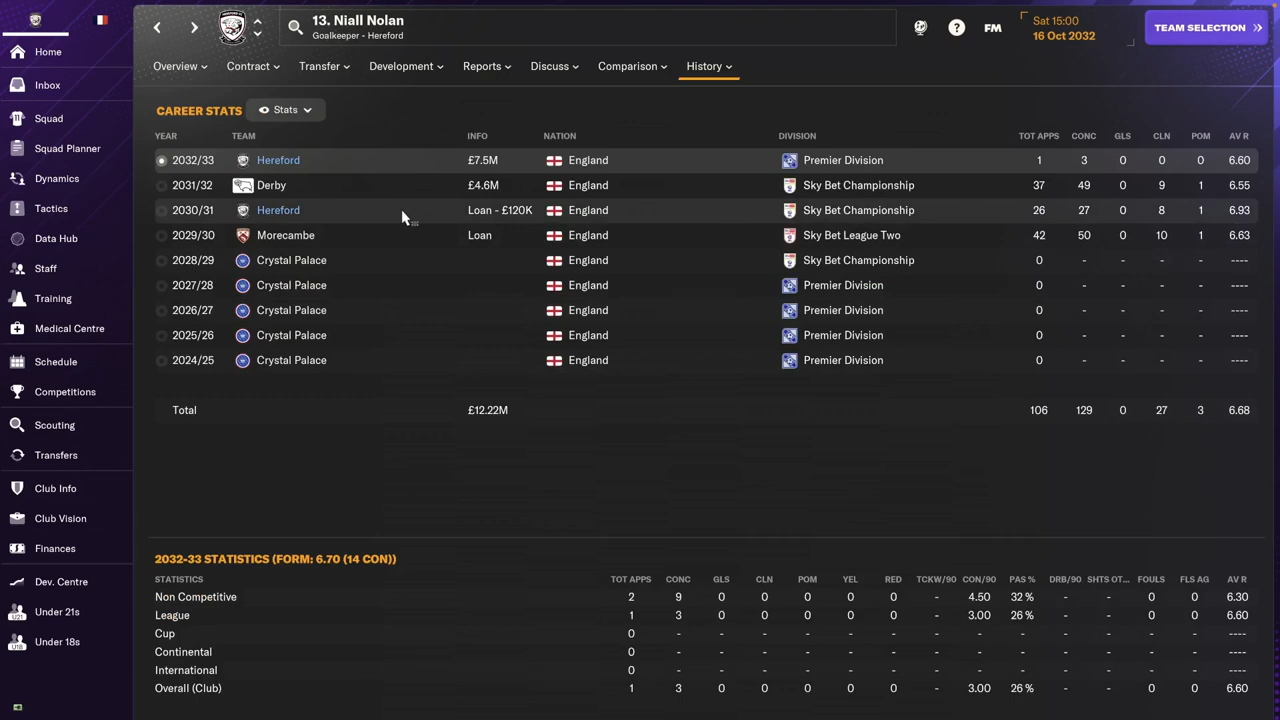 13. Niall Nolan
Goalkeeper - Hereford
FM
Sat 15:00
16 Oct 2032
TEAM SELECTION
Home
Inbox
Squad
Squad Planner
Dynamics
Tactics
Data Hub
Staff
Training
Medical Centre
Schedule
Competitions
Scouting
Transfers
Club Info
Club Vision
Finances
Dev. Centre
Under 21s
Under 18s
Overview Contract Transfer Development Reports Discuss Comparison History
CAREER STATS Stats
YEAR TEAM INFO NATION DIVISION TOT APPS CONC GLS CLN POM AV R
2032/33 Hereford £7.5M England Premier Division 1 3 0 0 0 6.60
2031/32 Derby £4.6M England Sky Bet Championship 37 49 0 9 1 6.55
2030/31 Hereford Loan - £120K England Sky Bet Championship 26 27 0 8 1 6.93
2029/30 Morecambe Loan England Sky Bet League Two 42 50 0 10 1 6.63
2028/29 Crystal Palace England Sky Bet Championship 0 - - - - ----
2027/28 Crystal Palace England Premier Division 0 - - - - ----
2026/27 Crystal Palace England Premier Division 0 - - - - ----
2025/26 Crystal Palace England Premier Division 0 - - - - ----
2024/25 Crystal Palace England Premier Division 0 - - - - ----
Total £12.22M 106 129 0 27 3 6.68
2032-33 STATISTICS (FORM: 6.70 (14 CON))
STATISTICS TOT APPS CONC GLS CLN POM YEL RED TCKW/90 CON/90 PAS % DRB/90 SHTS OT... FOULS FLS AG AV R
Non Competitive 2 9 0 0 0 0 0 - 4.50 32 % - - 0 0 6.30
League 1 3 0 0 0 0 0 - 3.00 26 % - - 0 0 6.60
Cup 0 - - - - - - - - - - - - - ----
Continental 0 - - - - - - - - - - - - - ----
International 0 - - - - - - - - - - - - - ----
Overall (Club) 1 3 0 0 0 0 0 - 3.00 26 % - - 0 0 6.60